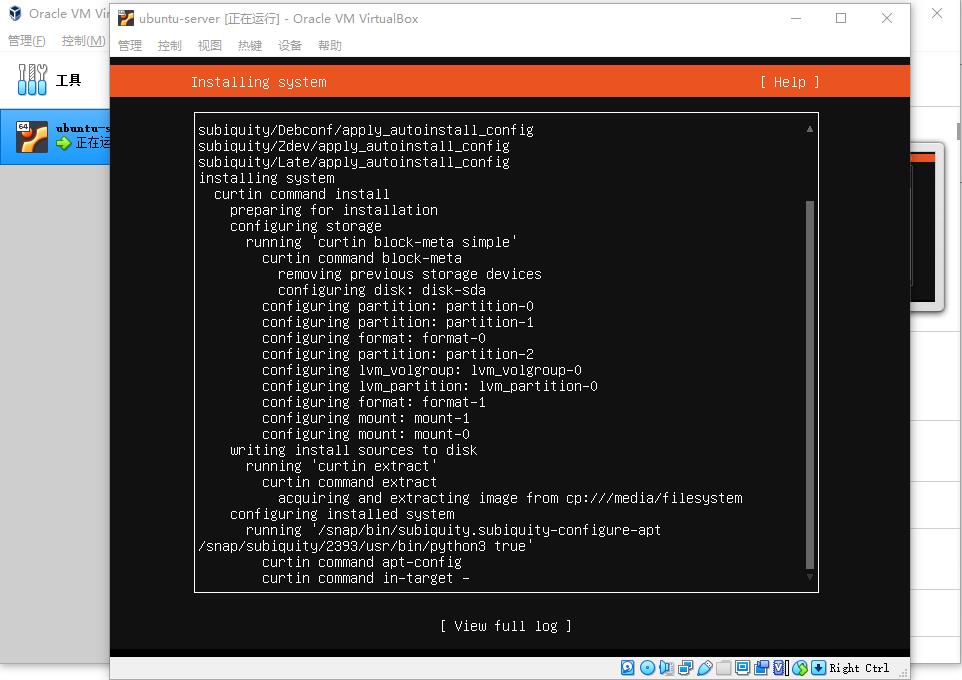 Oracle VM Vir
管理(F) 控制(M)
工具
64
ubuntu-s
正在运
ubuntu-server [正在运行] - Oracle VM VirtualBox
管理 控制 视图 热键 设备 帮助
Installing system [ Help ]
subiquity/Debconf/apply_autoinstall_config
subiquity/Zdev/apply_autoinstall_config
subiquity/Late/apply_autoinstall_config
installing system
curtin command install
preparing for installation
configuring storage
running 'curtin block-meta simple'
curtin command block-meta
removing previous storage devices
configuring disk: disk-sda
configuring partition: partition-0
configuring partition: partition-1
configuring format: format-0
configuring partition: partition-2
configuring lvm_volgroup: lvm_volgroup-0
configuring lvm_partition: lvm_partition-0
configuring format: format-1
configuring mount: mount-1
configuring mount: mount-0
writing install sources to disk
running 'curtin extract'
curtin command extract
acquiring and extracting image from cp:///media/filesystem
configuring installed system
running '/snap/bin/subiquity.subiquity-configure-apt
/snap/subiquity/2393/usr/bin/python3 true'
curtin command apt-config
curtin command in-target -
[ View full log ]
Right Ctrl